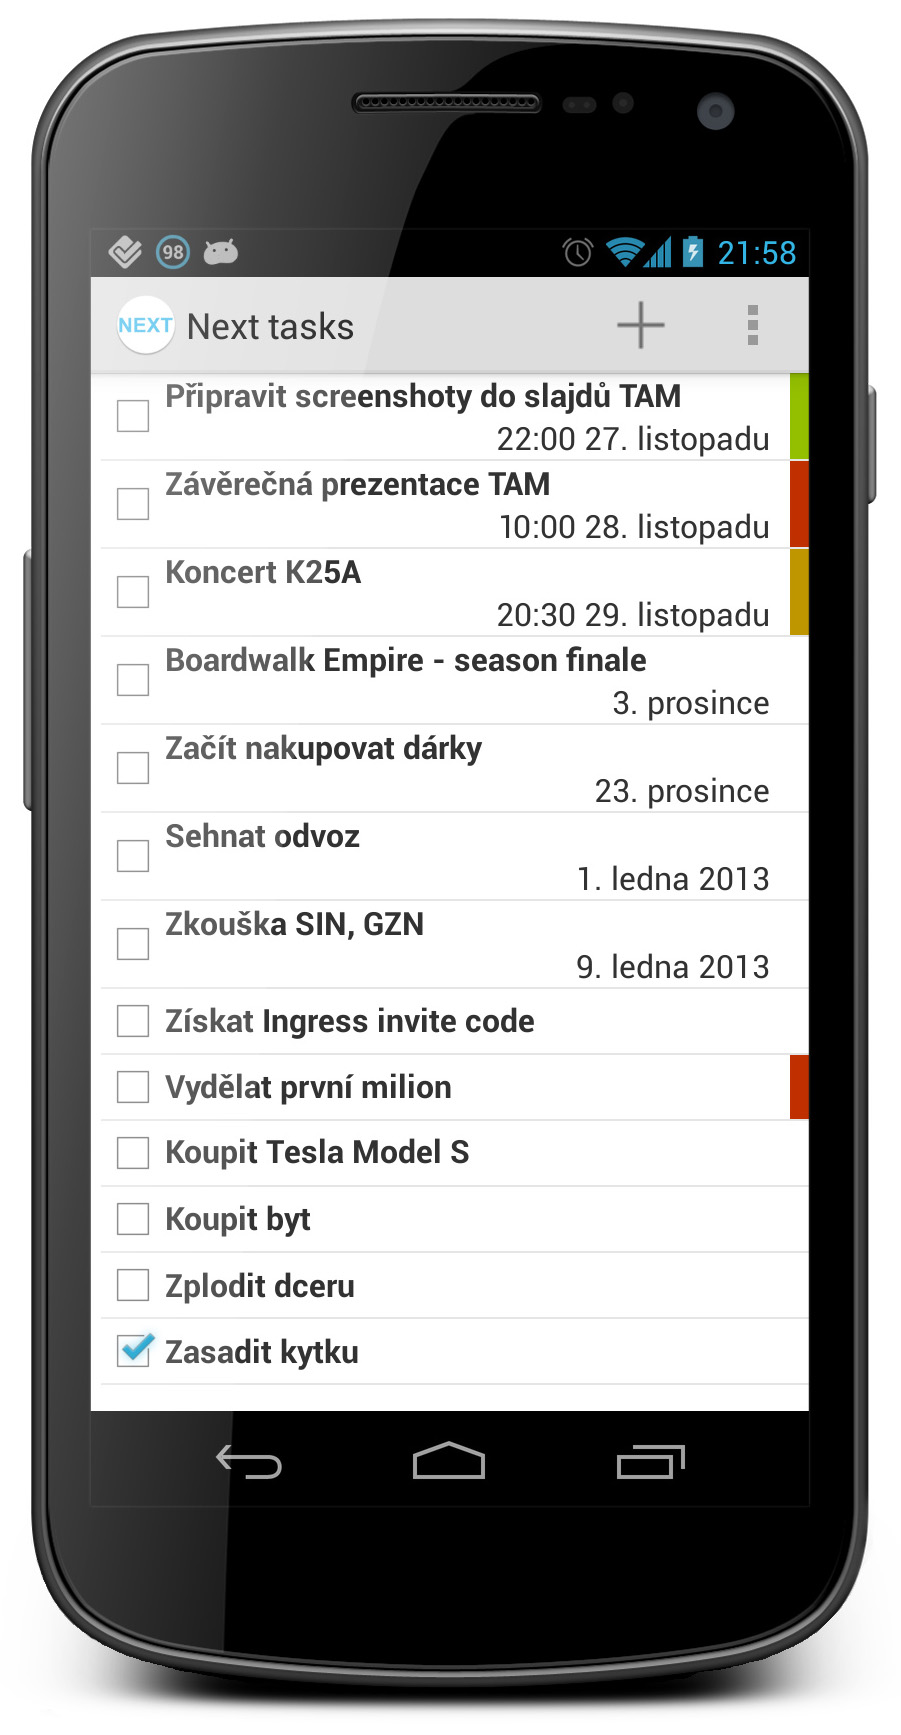 98
21:58
NEXT Next tasks
Připravit screenshoty do slajdů TAM
22:00 27. listopadu
Závěrečná prezentace TAM
10:00 28. listopadu
Koncert K25A
20:30 29. listopadu
Boardwalk Empire - season finale
3. prosince
Začít nakupovat dárky
23. prosince
Sehnat odvoz
1. ledna 2013
Zkouška SIN, GZN
9. ledna 2013
Získat Ingress invite code
Vydělat první milion
Koupit Tesla Model S
Koupit byt
Zplodit dceru
Zasadit kytku